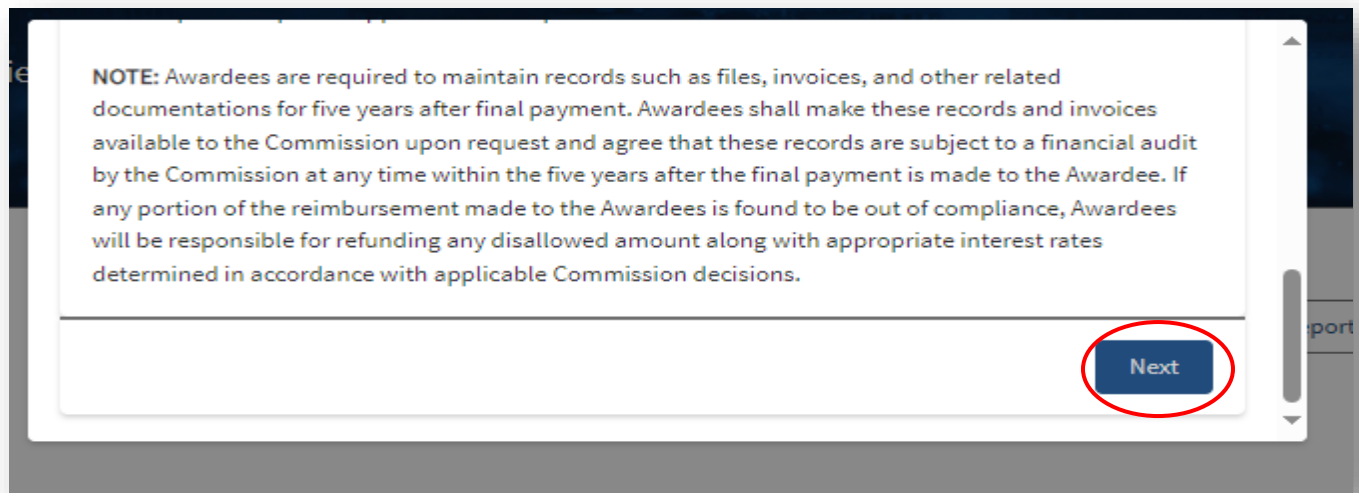 NOTE: Awardees are required to maintain records such as files, invoices, and other related
documentations for five years after final payment. Awardees shall make these records and invoices
available to the Commission upon request and agree that these records are subject to a financial audit
by the Commission at any time within the five years after the final payment is made to the Awardee. If
any portion of the reimbursement made to the Awardees is found to be out of compliance, Awardees
will be responsible for refunding any disallowed amount along with appropriate interest rates
determined in accordance with applicable Commission decisions.
Next